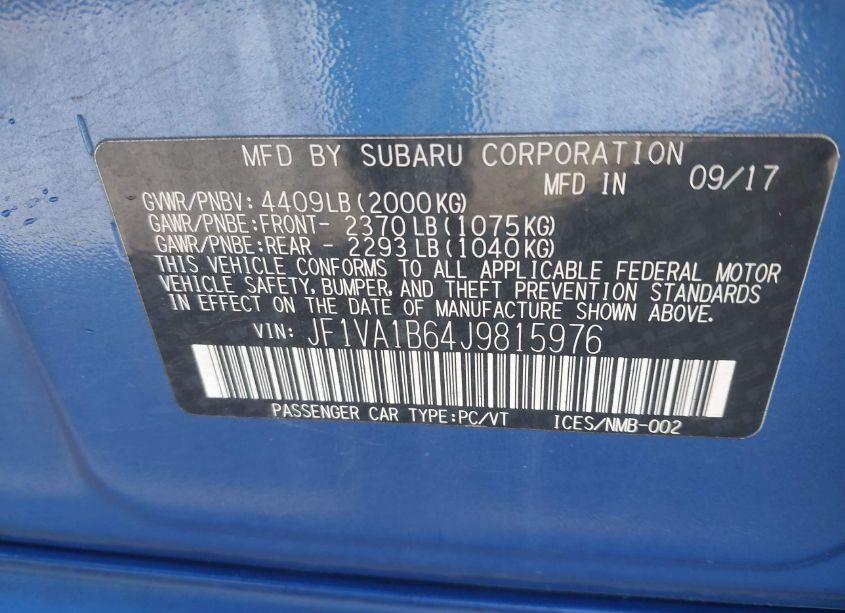 MFD BY SUBARU CORPORATION
MFD IN 09/17
GVWR/PNBV: 4409LB(2000KG)
GAWR/PNBE:FRONT- 2370LB(1075KG)
GAWR/PNBE:REAR - 2293LB(1040KG)
THIS VEHICLE CONFORMS TO ALL APPLICABLE FEDERAL MOTOR
VEHICLE SAFETY, BUMPER, AND THEFT PREVENTION STANDARDS
IN EFFECT ON THE DATE OF MANUFACTURE SHOWN ABOVE.
VIN: JF1VA1B64J9815976
PASSENGER CAR TYPE:PC/VT ICES/NMB-002